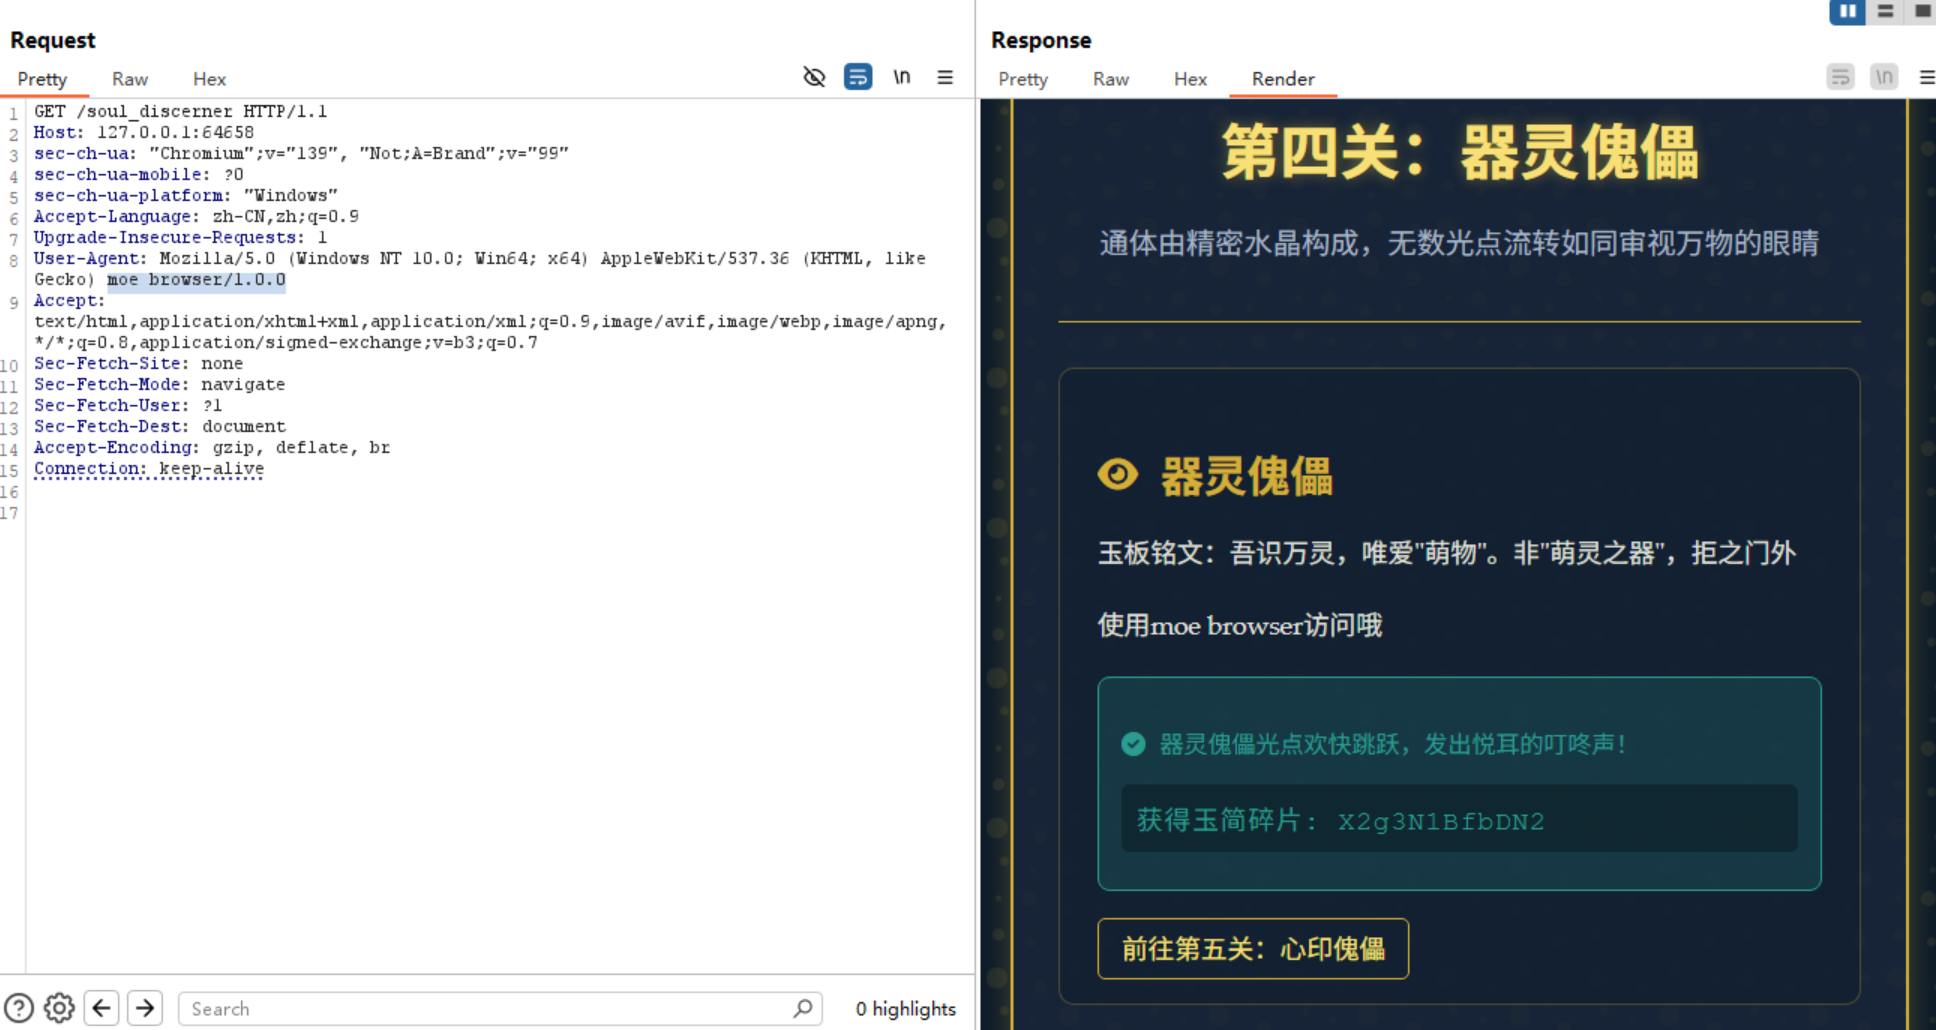 Request
Pretty Raw Hex
\n
1 GET /soul_discerner HTTP/1.1
2 Host: 127.0.0.1:64658
3 sec-ch-ua: "Chromium";v="139", "Not;A=Brand";v="99"
4 sec-ch-ua-mobile: ?0
5 sec-ch-ua-platform: "Windows"
6 Accept-Language: zh-CN,zh;q=0.9
7 Upgrade-Insecure-Requests: 1
8 User-Agent: Mozilla/5.0 (Windows NT 10.0; Win64; x64) AppleWebKit/537.36 (KHTML, like
Gecko) moe browser/1.0.0
9 Accept:
text/html,application/xhtml+xml,application/xml;q=0.9,image/avif,image/webp,image/apng,
*/*;q=0.8,application/signed-exchange;v=b3;q=0.7
10 Sec-Fetch-Site: none
11 Sec-Fetch-Mode: navigate
12 Sec-Fetch-User: ?1
13 Sec-Fetch-Dest: document
14 Accept-Encoding: gzip, deflate, br
15 Connection: keep-alive
16
17
Search
0 highlights
Response
Pretty Raw Hex Render
\n
第四关：器灵傀儡
通体由精密水晶构成，无数光点流转如同审视万物的眼睛
器灵傀儡
玉板铭文：吾识万灵，唯爱"萌物"。非"萌灵之器"，拒之门外
使用moe browser访问哦
器灵傀儡光点欢快跳跃，发出悦耳的叮咚声！
获得玉简碎片: X2g3N1BfbDN2
前往第五关：心印傀儡